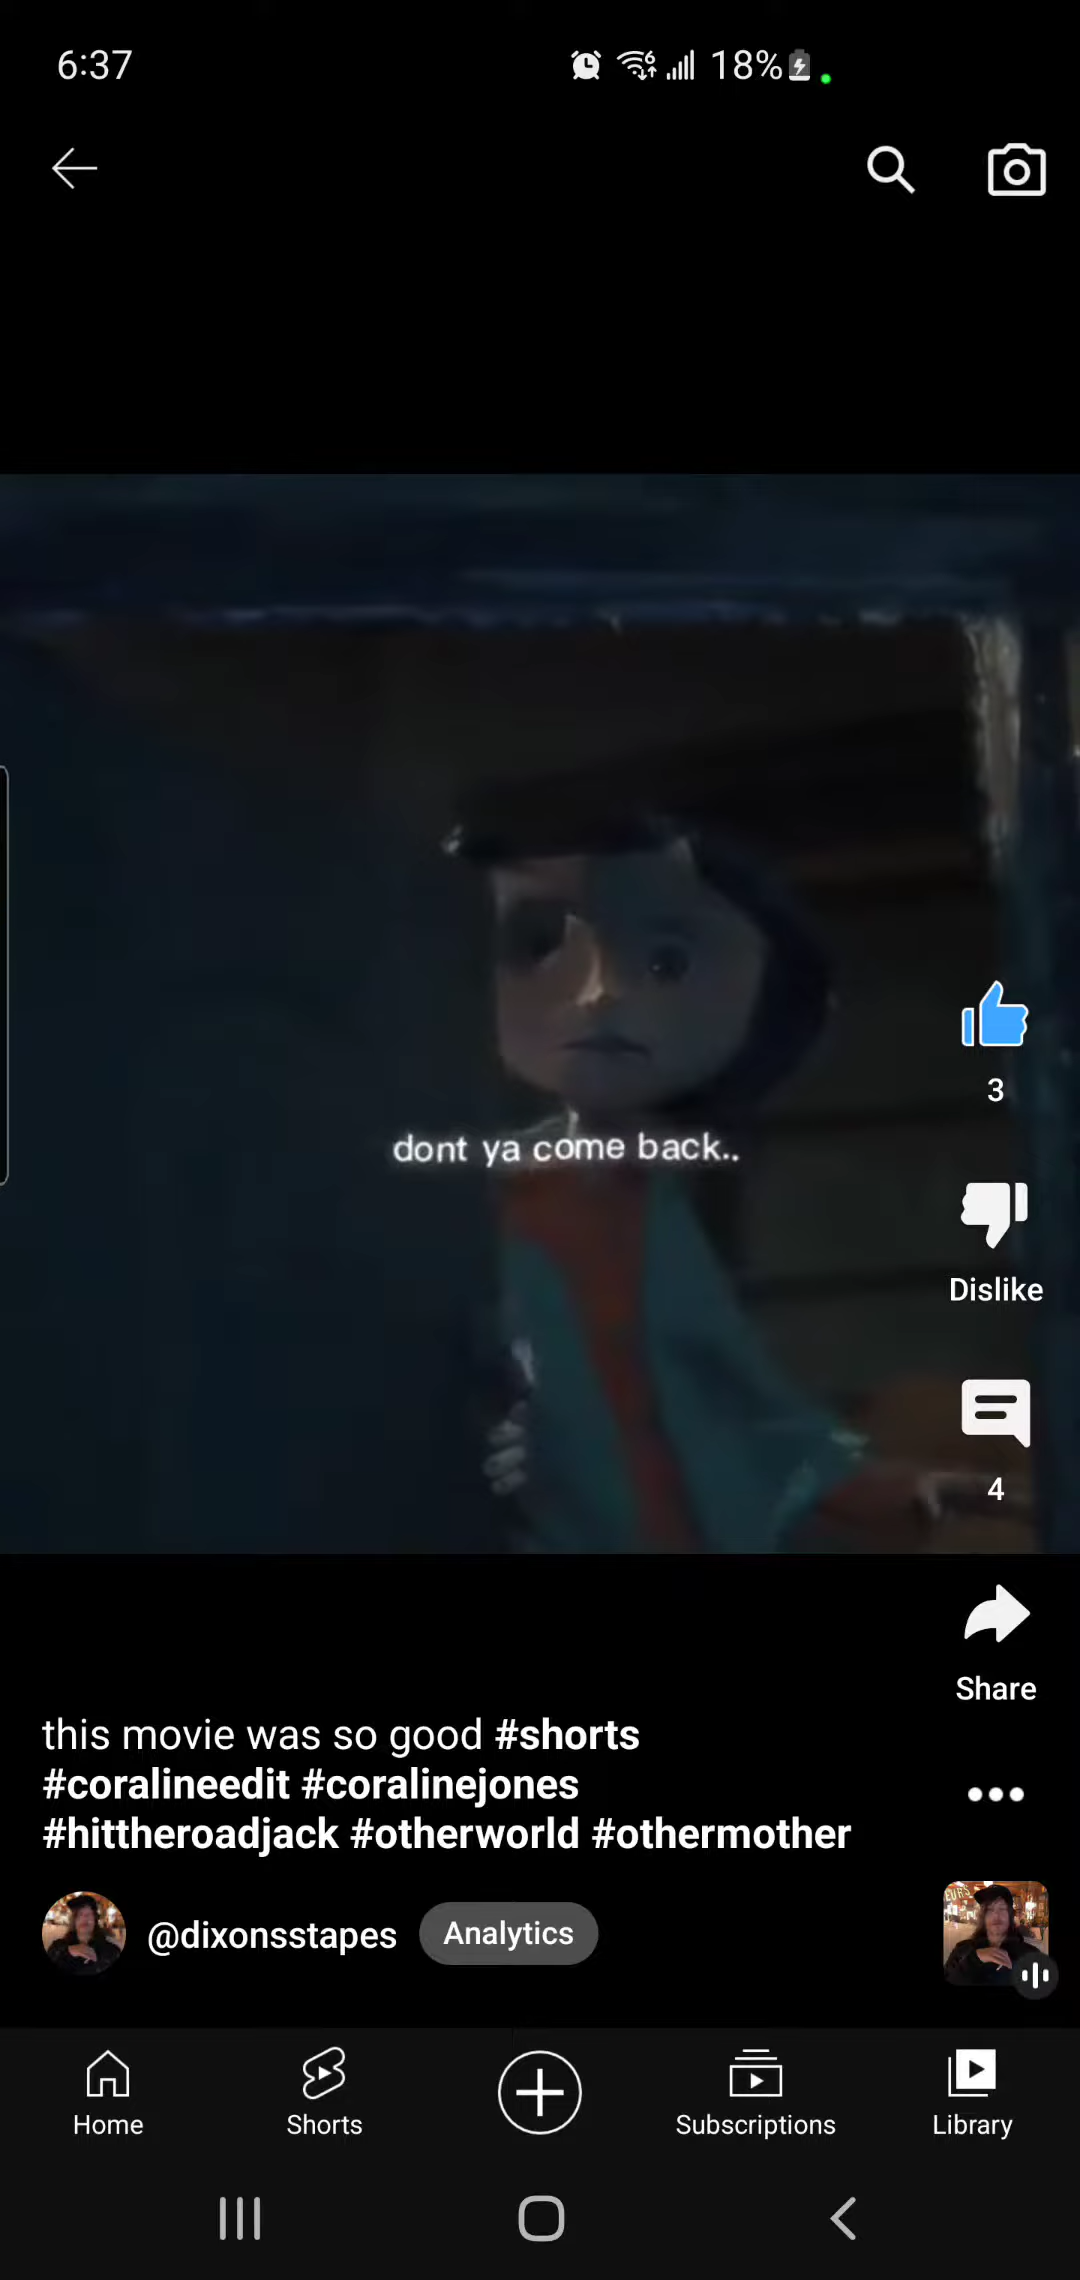 6:37
18%
dont ya come back..
3
Dislike
4
Share
this movie was so good #shorts
#coralineedit #coralinejones
#hittheroadjack #otherworld #othermother
@dixonsstapes
Analytics
Home
Shorts
Subscriptions
Library